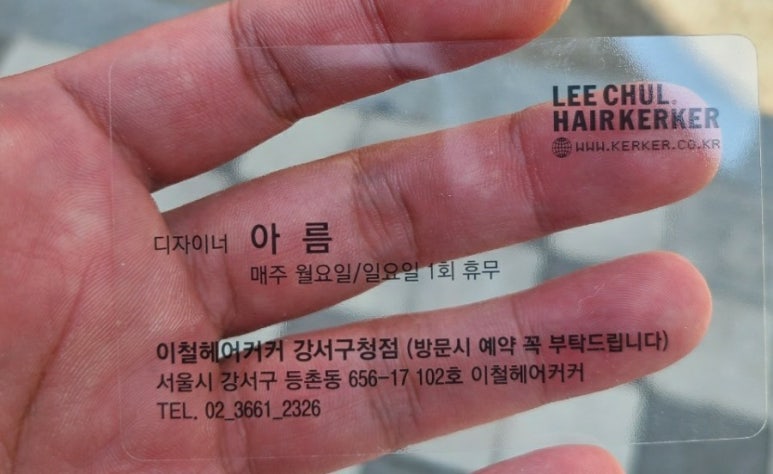 LEE CHUL.
HAIRKERKER
WWW.KERKER.CO.KR
디자이너 아 름
매주 월요일/일요일 1회 휴무
이철헤어커커 강서구청점 (방문시 예약 꼭 부탁드립니다)
서울시 강서구 등촌동 656-17 102호 이철헤어커커
TEL. 02_3661_2326